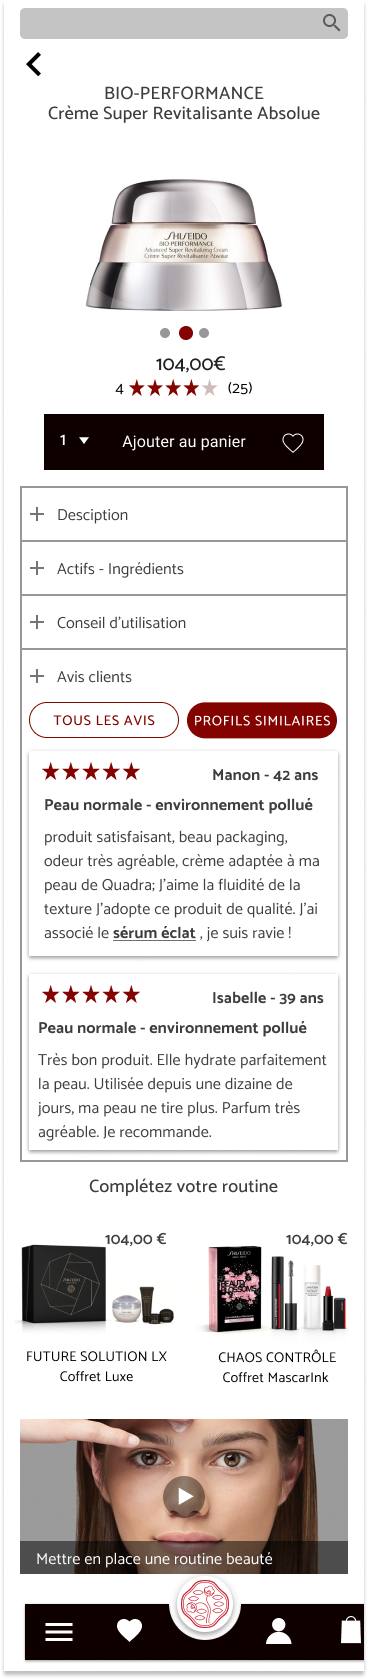 BIO-PERFORMANCE
Crème Super Revitalisante Absolue
SHISEIDO
BIO-PERFORMANCE
Advanced Super Revitalizing Cream
Crème Super Revitalisante Absolue
104,00€
4 (25)
1 Ajouter au panier
Desciption
Actifs - Ingrédients
Conseil d'utilisation
Avis clients
TOUS LES AVIS PROFILS SIMILAIRES
Manon - 42 ans
Peau normale - environnement pollué
produit satisfaisant, beau packaging,
odeur très agréable, crème adaptée à ma
peau de Quadra; J'aime la fluidité de la
texture J'adopte ce produit de qualité. J'ai
associé le sérum éclat , je suis ravie !
Isabelle - 39 ans
Peau normale - environnement pollué
Très bon produit. Elle hydrate parfaitement
la peau. Utilisée depuis une dizaine de
jours, ma peau ne tire plus. Parfum très
agréable. Je recommande.
Complétez votre routine
104,00 € 104,00 €
FUTURE SOLUTION LX
Coffret Luxe
CHAOS CONTRÔLE
Coffret MascarInk
Mettre en place une routine beauté